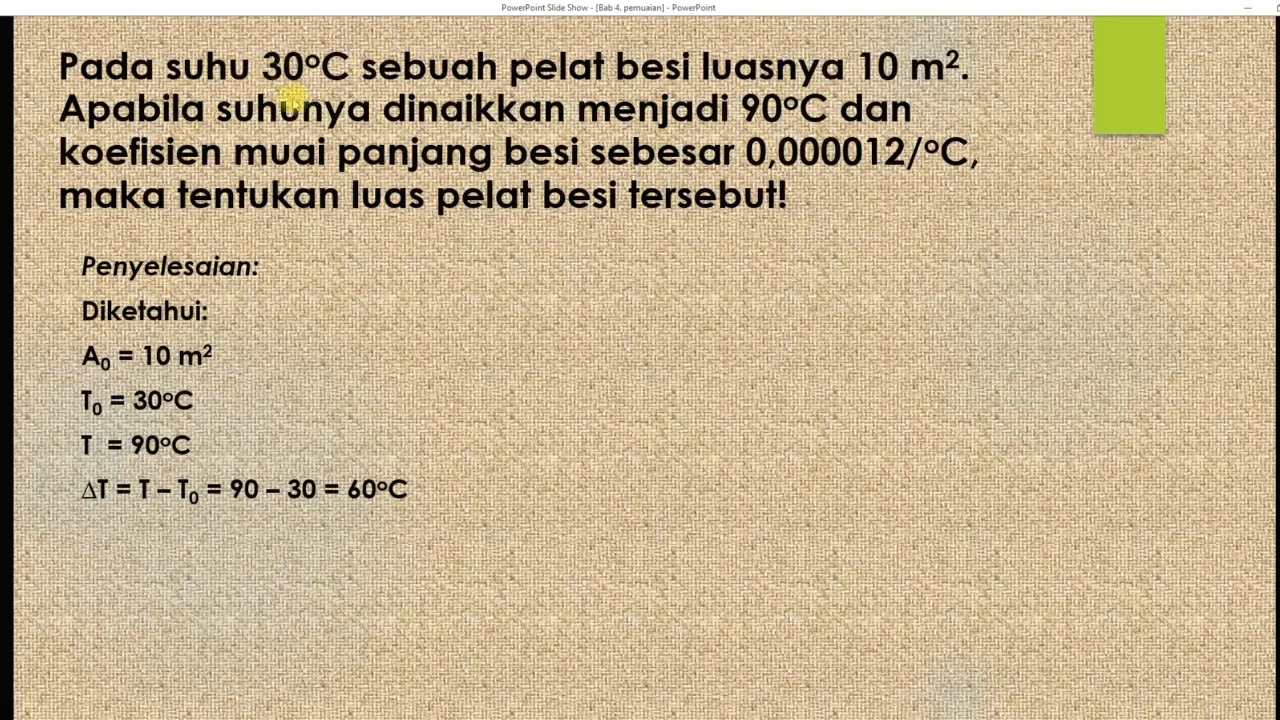 PowerPoint Slide Show - [Bab 4. pemuaian] - PowerPoint
Pada suhu 30°C sebuah pelat besi luasnya 10 m².
Apabila suhunya dinaikkan menjadi 90°C dan
koefisien muai panjang besi sebesar 0,000012/°C,
maka tentukan luas pelat besi tersebut!
Penyelesaian:
Diketahui:
A₀ = 10 m²
T₀ = 30°C
T = 90°C
∆T = T – T₀ = 90 – 30 = 60°C